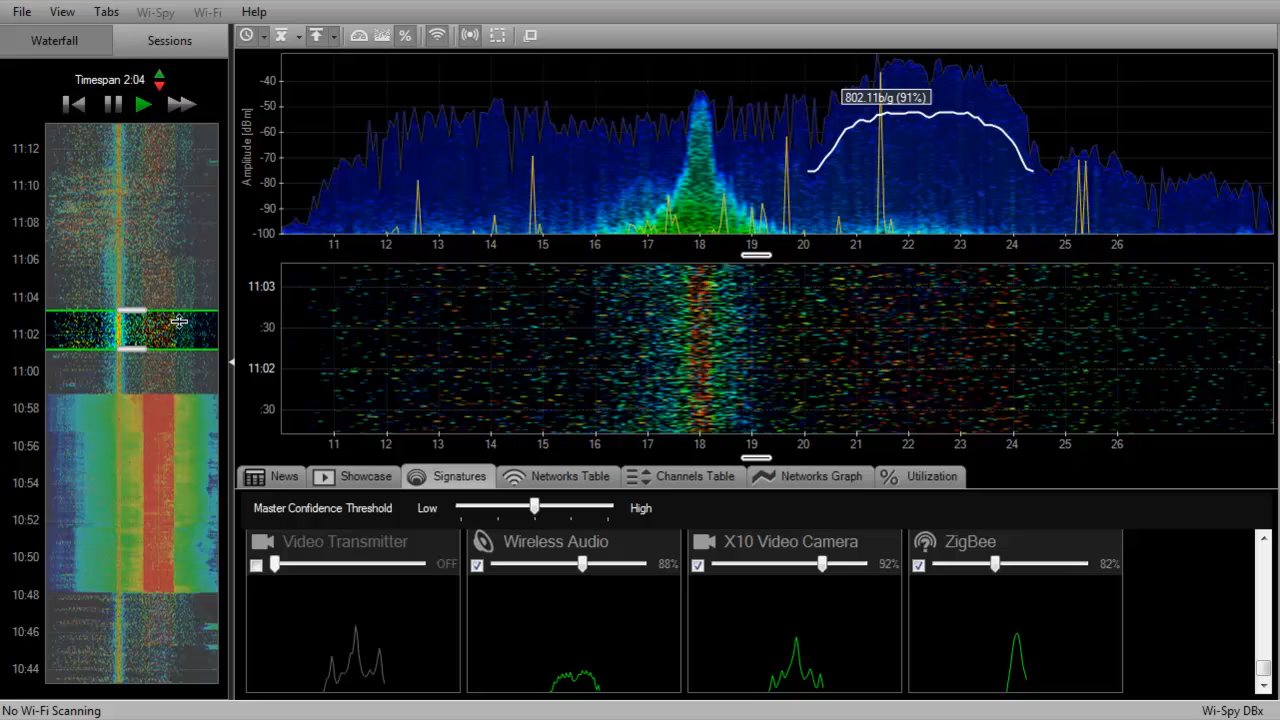 File View Tabs Wi-Spy Wi-Fi Help
Waterfall Sessions
Timespan 2:04
11:12
11:10
11:08
11:06
11:04
11:02
11:00
10:58
10:56
10:54
10:52
10:50
10:48
10:46
10:44
%
Amplitude [dBm]
-40
-50
-60
-70
-80
-90
-100
802.11b/g (91%)
11 12 13 14 15 16 17 18 19 20 21 22 23 24 25 26
11:03
:30
11:02
:30
11 12 13 14 15 16 17 18 19 20 21 22 23 24 25 26
News Showcase Signatures Networks Table Channels Table Networks Graph % Utilization
Master Confidence Threshold Low High
Video Transmitter Wireless Audio X10 Video Camera ZigBee
OFF 88% 92% 82%
No Wi-Fi Scanning Wi-Spy DBx